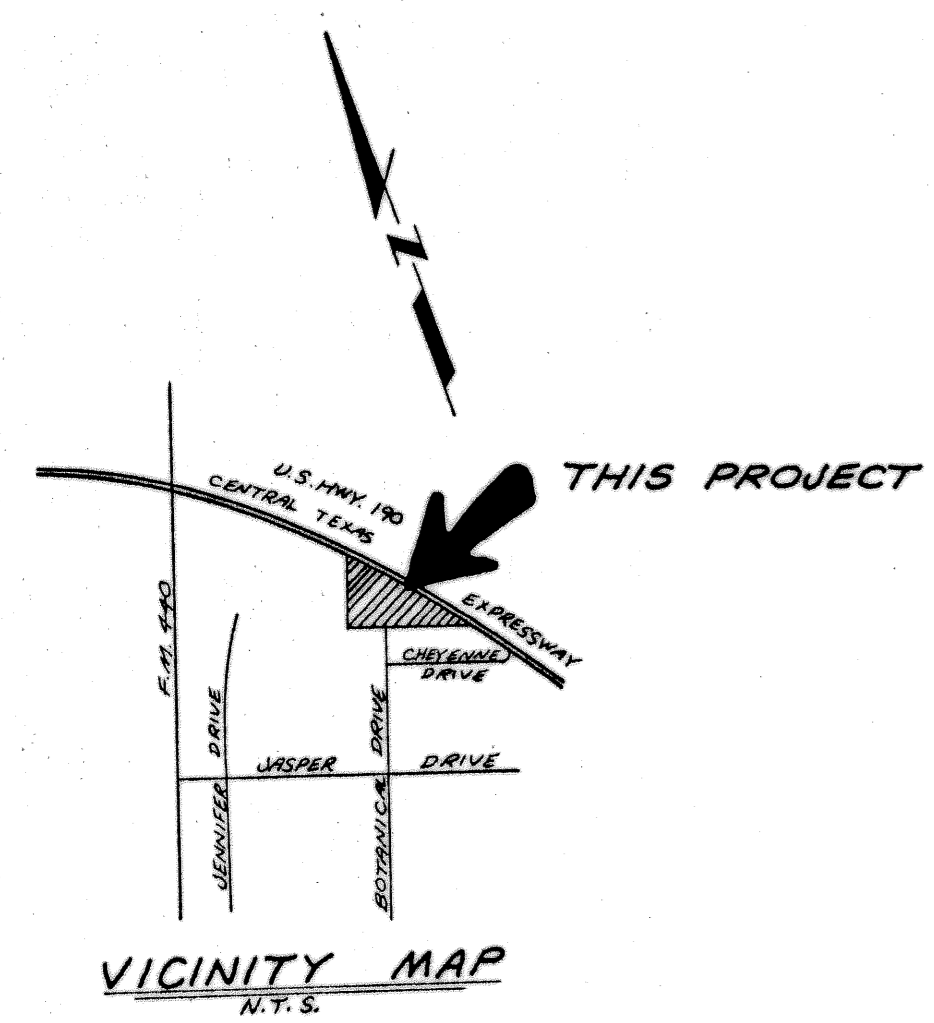 N
THIS PROJECT
U.S. HWY. 190
CENTRAL TEXAS
EXPRESSWAY
F.M. 440
CHEYENNE
DRIVE
JENNIFER DRIVE
JASPER DRIVE
BOTANICAL DRIVE
VICINITY MAP
N.T.S.